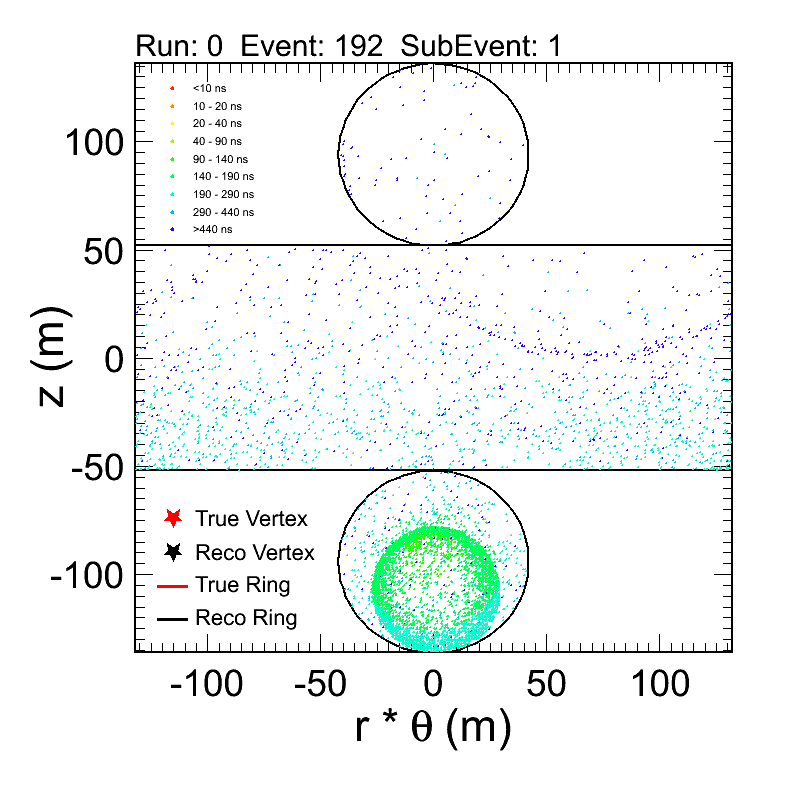 Run: 0 Event: 192 SubEvent: 1
<10 ns
10 - 20 ns
20 - 40 ns
40 - 90 ns
90 - 140 ns
140 - 190 ns
190 - 290 ns
290 - 440 ns
>440 ns
100
50
0
-50
-100
z (m)
True Vertex
Reco Vertex
True Ring
Reco Ring
-100 -50 0 50 100
r * θ (m)